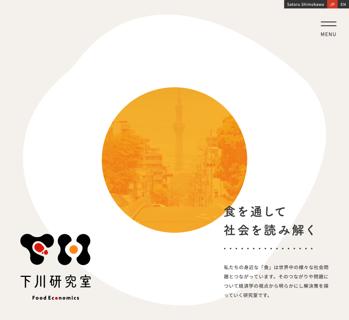 Satoru Shimokawa JP EN
MENU
食を通して
社会を読み解く
私たちの身近な「食」は世界中の様々な社会問
題とつながっています。そのつながりや問題に
ついて経済学の視点から明らかにし解決策を探
っていく研究室です。
下川研究室
Food Economics